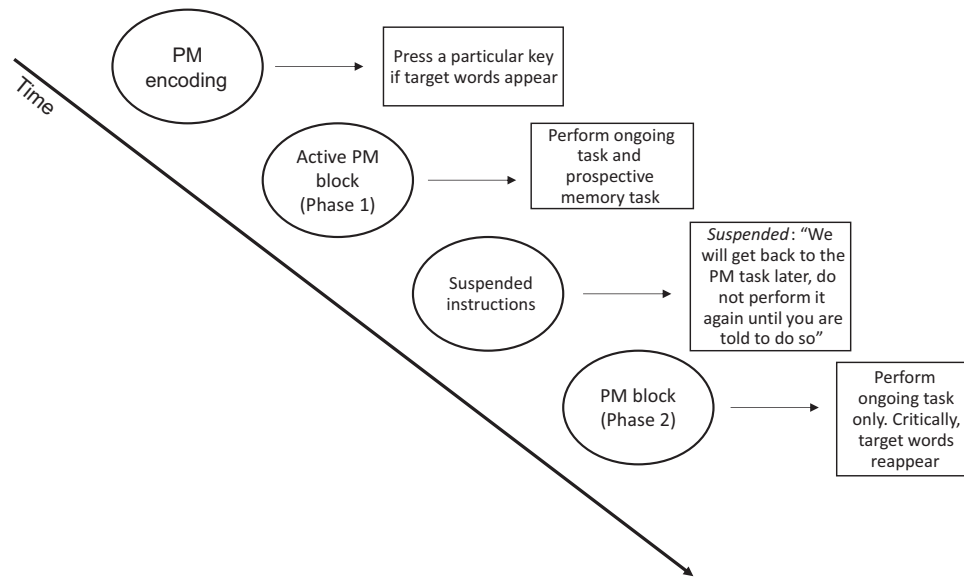 PM
encoding
Press a particular key
if target words appear
Time
Active PM
block
(Phase 1)
Perform ongoing
task and
prospective
memory task
Suspended
instructions
Suspended: “We
will get back to the
PM task later, do
not perform it
again until you are
told to do so”
PM block
(Phase 2)
Perform
ongoing task
only. Critically,
target words
reappear